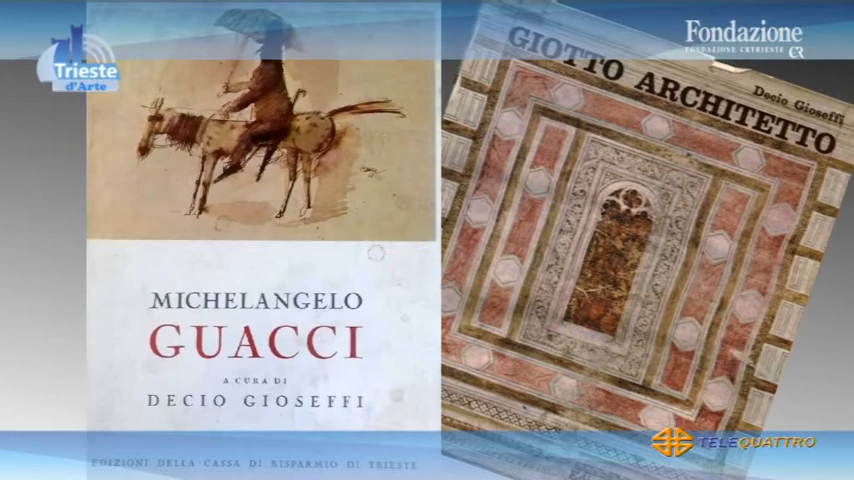 Trieste
d'Arte
Fondazione
FONDAZIONE CRTRIESTE
CR
MICHELANGELO
GUACCI
A CURA DI
DECIO GIOSEFFI
EDIZIONI DELLA CASSA DI RISPARMIO DI TRIESTE
Decio Gioseffi
GIOTTO ARCHITETTO
TELEQUATTRO